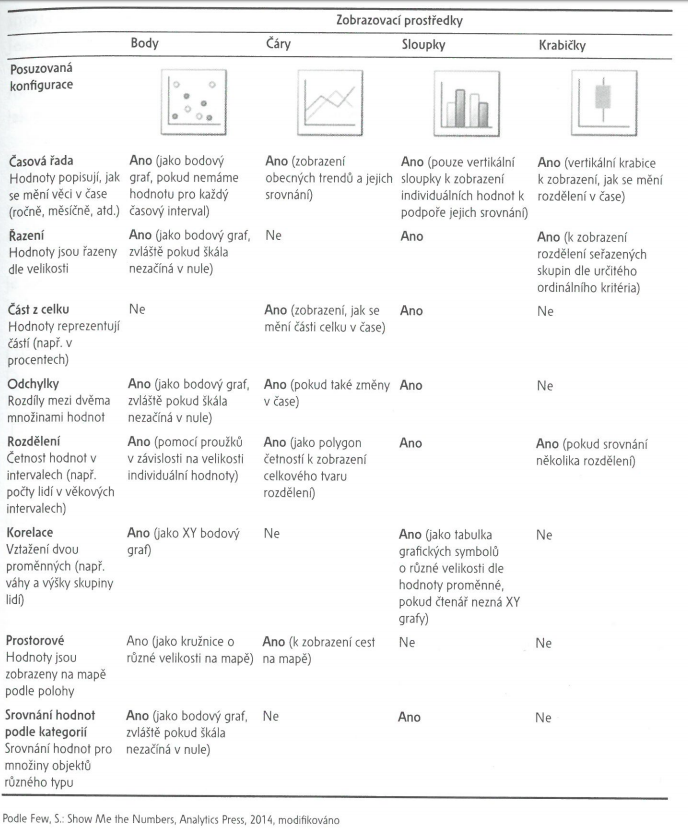 Zobrazovací prostředky
Body Čáry Sloupky Krabičky
Posuzovaná
konfigurace
Časová řada
Hodnoty popisují, jak
se mění věci v čase
(ročně, měsíčně, atd.)
Ano (jako bodový
graf, pokud nemáme
hodnotu pro každý
časový interval)
Ano (zobrazení
obecných trendů a jejich
srovnání)
Ano (pouze vertikální
sloupky k zobrazení
individuálních hodnot k
podpoře jejich srovnání)
Ano (vertikální krabice
k zobrazení, jak se mění
rozdělení v čase)
Řazení
Hodnoty jsou řazeny
dle velikosti
Ano (jako bodový graf,
zvláště pokud škála
nezačíná v nule)
Ne
Ano
Ano (k zobrazení
rozdělení seřazených
skupin dle určitého
ordinálního kritéria)
Část z celku
Hodnoty reprezentují
částí (např. v
procentech)
Ne
Ano (zobrazení, jak se
mění části celku v čase)
Ano
Ne
Odchylky
Rozdíly mezi dvěma
množinami hodnot
Ano (jako bodový graf,
zvláště pokud škála
nezačíná v nule)
Ano (pokud také změny
v čase)
Ano
Ne
Rozdělení
Četnost hodnot v
intervalech (např.
počty lidí v věkových
intervalech)
Ano (pomocí proužků
v závislosti na velikosti
individuální hodnoty)
Ano (jako polygon
četností k zobrazení
celkového tvaru
rozdělení)
Ano
Ano (pokud srovnání
několika rozdělení)
Korelace
Vztažení dvou
proměnných (např.
váhy a výšky skupiny
lidí)
Ano (jako XY bodový
graf)
Ne
Ano (jako tabulka
grafických symbolů
o různé velikosti dle
hodnoty proměnné,
pokud čtenář nezná XY
grafy)
Ne
Prostorové
Hodnoty jsou
zobrazeny na mapě
podle polohy
Ano (jako kružnice o
různé velikosti na mapě)
Ano (k zobrazení cest
na mapě)
Ne
Ne
Srovnání hodnot
podle kategorií
Srovnání hodnot pro
množiny objektů
různého typu
Ano (jako bodový graf,
zvláště pokud škála
nezačíná v nule)
Ne
Ano
Ne
Podle Few, S.: Show Me the Numbers, Analytics Press, 2014, modifikováno